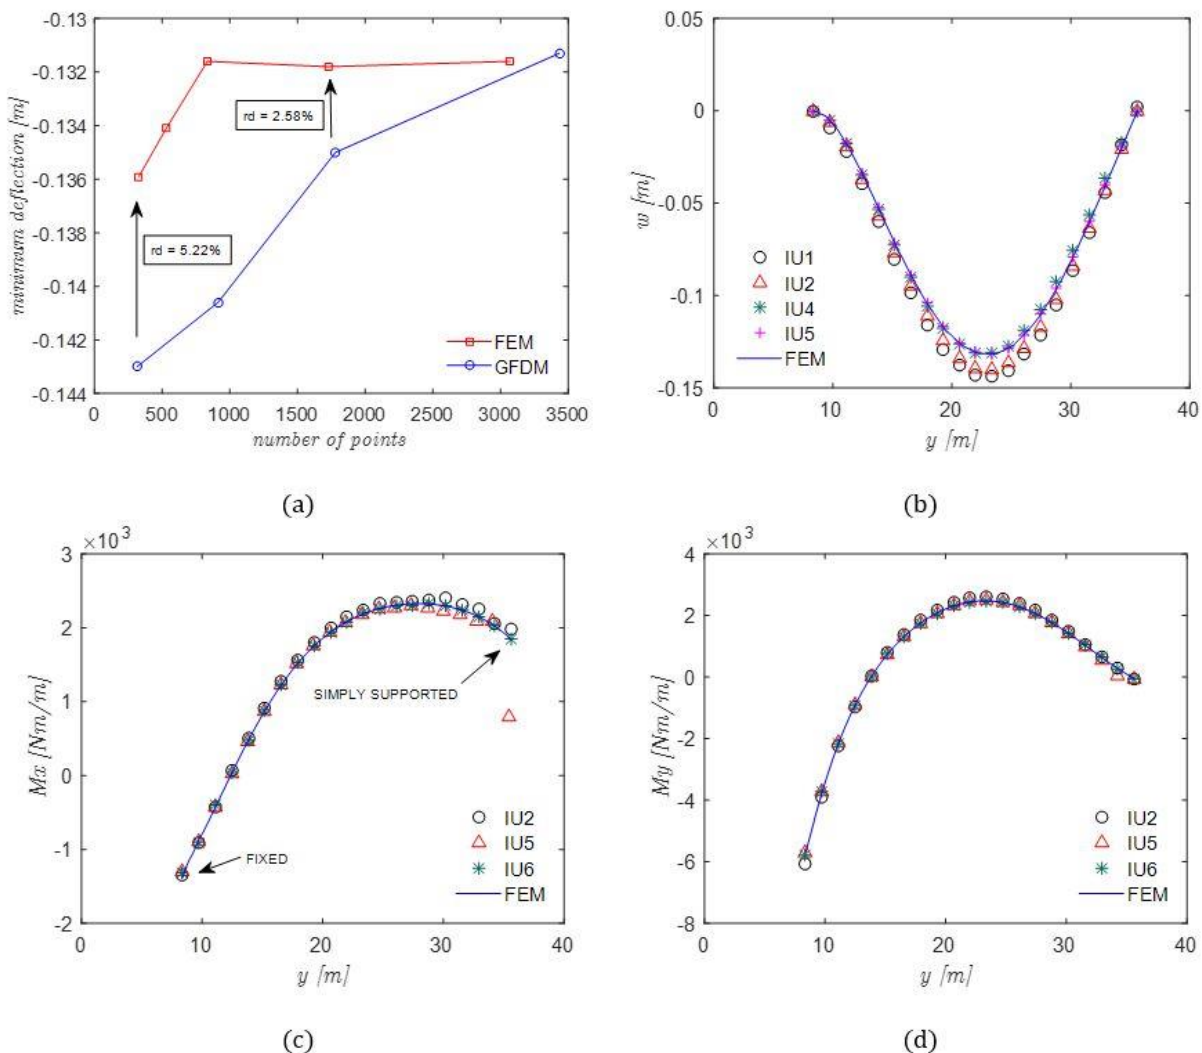 -0.13
-0.132
-0.134
-0.136
-0.138
-0.14
-0.142
-0.144
minimum deflection [m]
rd = 2.58%
rd = 5.22%
FEM
GFDM
0 500 1000 1500 2000 2500 3000 3500
number of points
(a)
0.05
0
-0.05
-0.1
-0.15
w [m]
IU1
IU2
IU4
IU5
FEM
0 10 20 30 40
y [m]
(b)
×10³
3
2
1
0
-1
-2
Mx [Nm/m]
SIMPLY SUPPORTED
FIXED
IU2
IU5
IU6
FEM
0 10 20 30 40
y [m]
(c)
×10³
4
2
0
-2
-4
-6
-8
My [Nm/m]
IU2
IU5
IU6
FEM
0 10 20 30 40
y [m]
(d)